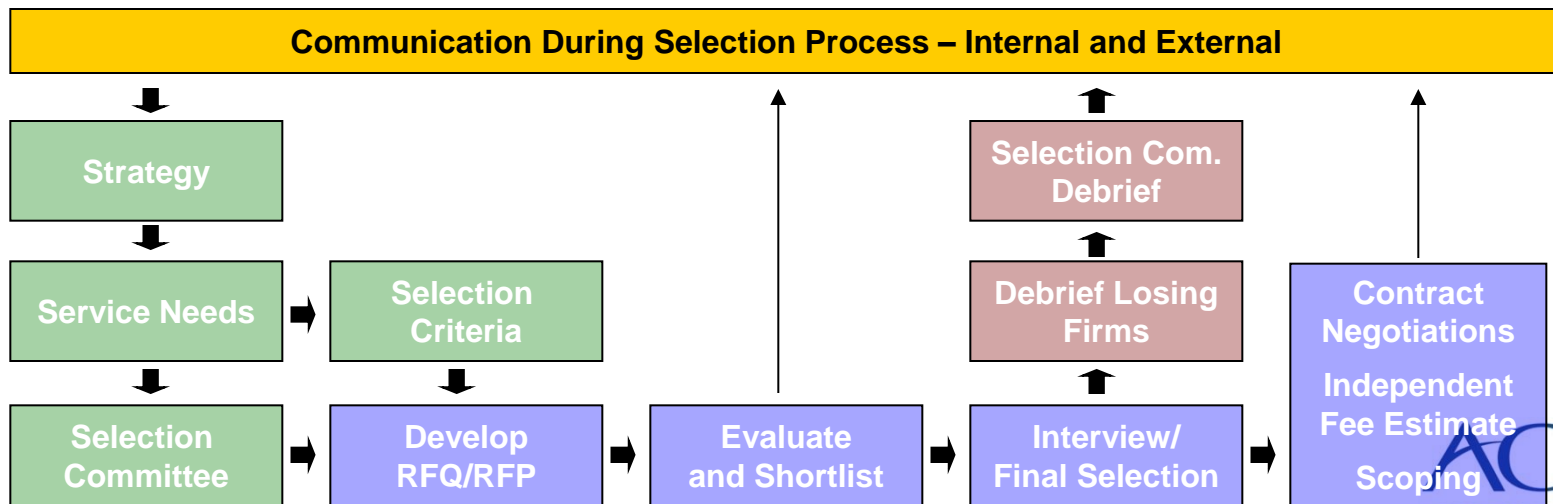 Communication During Selection Process – Internal and External
Strategy
Selection Com.
Debrief
Service Needs
Selection
Criteria
Debrief Losing
Firms
Contract
Negotiations
Independent
Fee Estimate
Scoping
Selection
Committee
Develop
RFQ/RFP
Evaluate
and Shortlist
Interview/
Final Selection